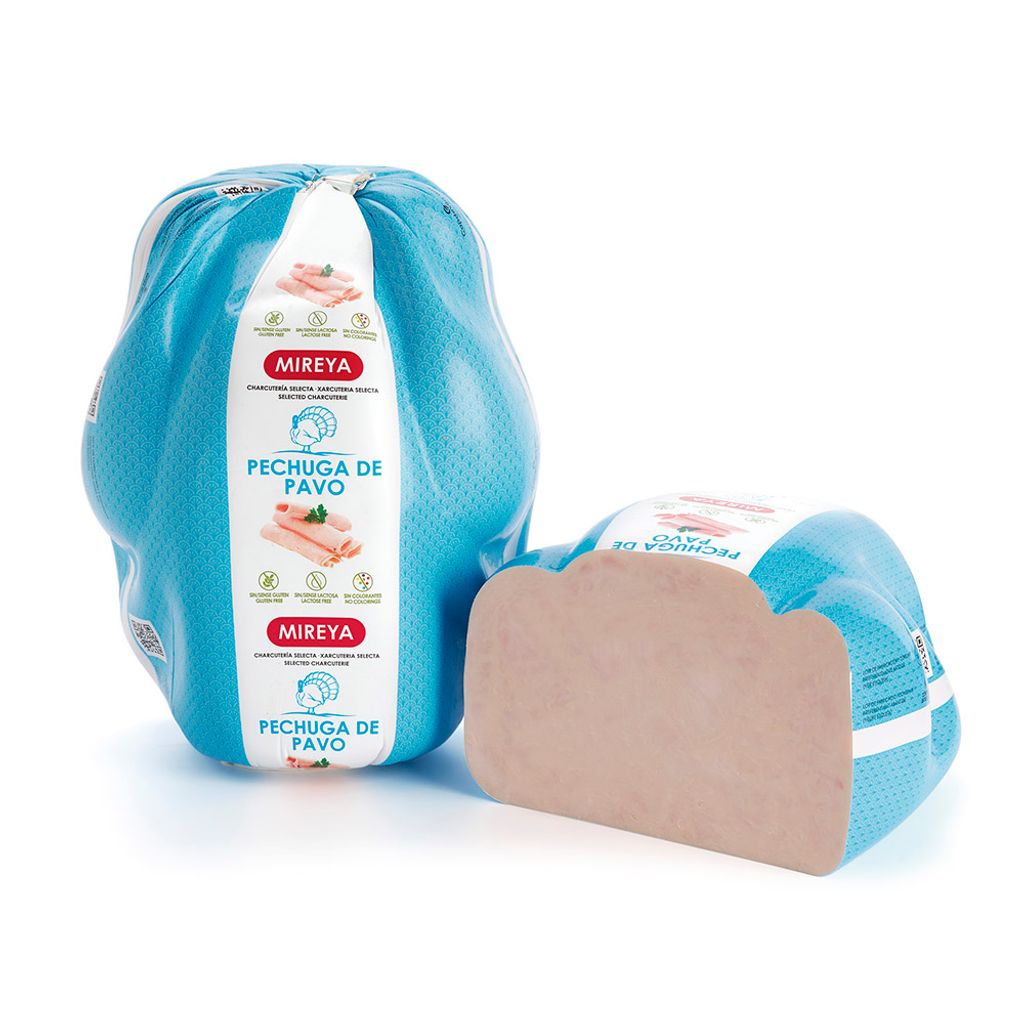 SIN/SENSE GLUTEN
GLUTEN FREE
SIN/SENSE LACTOSA
LACTOSE FREE
SIN COLORANTES
NO COLORINGS
MIREYA
CHARCUTERÍA SELECTA · XARCUTERIA SELECTA
SELECTED CHARCUTERIE
PECHUGA DE
PAVO
SIN/SENSE GLUTEN
GLUTEN FREE
SIN/SENSE LACTOSA
LACTOSE FREE
SIN COLORANTES
NO COLORINGS
MIREYA
CHARCUTERÍA SELECTA · XARCUTERIA SELECTA
SELECTED CHARCUTERIE
PECHUGA DE
PAVO
MIREYA
PECHUGA DE
PAVO